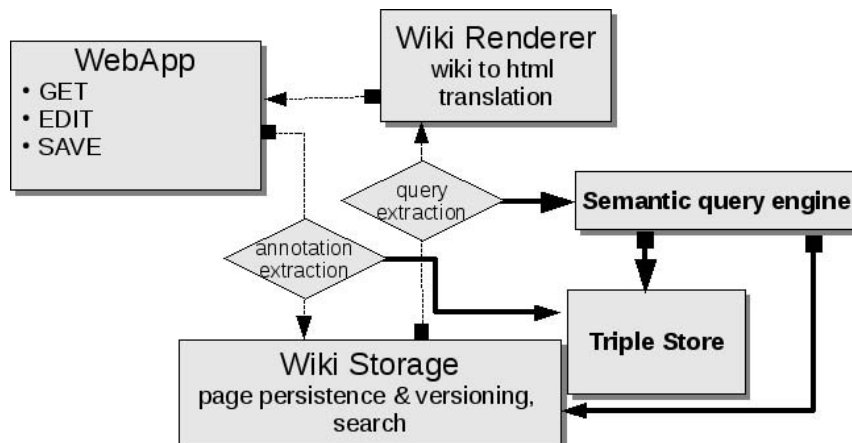 WebApp
• GET
• EDIT
• SAVE
Wiki Renderer
wiki to html
translation
query
extraction
Semantic query engine
annotation
extraction
Triple Store
Wiki Storage
page persistence & versioning,
search